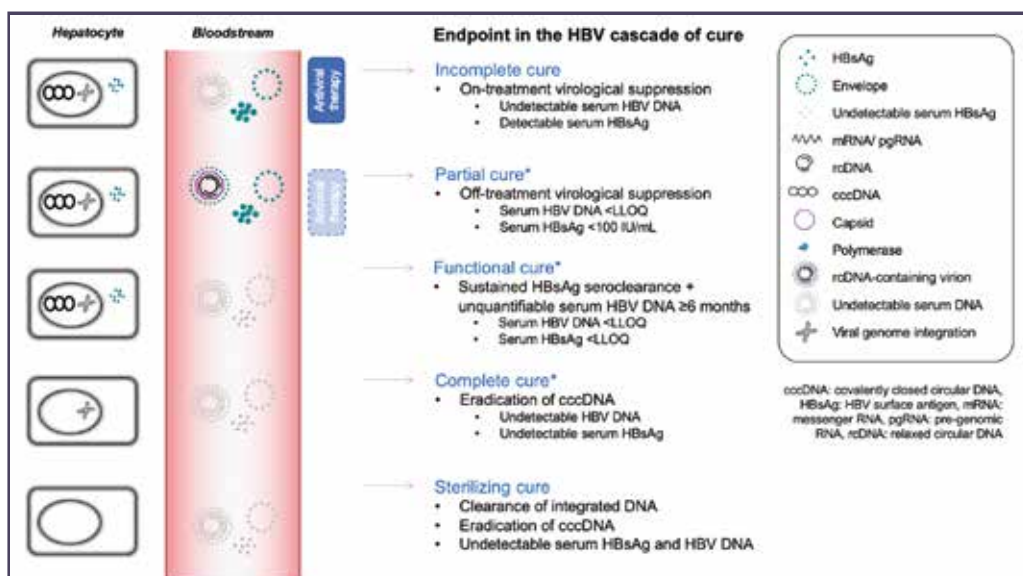 Hepatocyte
Bloodstream
Endpoint in the HBV cascade of cure
Antiviral therapy
Incomplete cure
• On-treatment virological suppression
• Undetectable serum HBV DNA
• Detectable serum HBsAg
Partial cure*
• Off-treatment virological suppression
• Serum HBV DNA <LLOQ
• Serum HBsAg <100 IU/mL
Functional cure*
• Sustained HBsAg seroclearance +
unquantifiable serum HBV DNA ≥6 months
• Serum HBV DNA <LLOQ
• Serum HBsAg <LLOQ
Complete cure*
• Eradication of cccDNA
• Undetectable HBV DNA
• Undetectable serum HBsAg
Sterilizing cure
• Clearance of integrated DNA
• Eradication of cccDNA
• Undetectable serum HBsAg and HBV DNA
HBsAg
Envelope
Undetectable serum HBsAg
mRNA/ pgRNA
rcDNA
cccDNA
Capsid
Polymerase
rcDNA-containing virion
Undetectable serum DNA
Viral genome integration
cccDNA: covalently closed circular DNA,
HBsAg: HBV surface antigen, mRNA:
messenger RNA, pgRNA: pre-genomic
RNA, rcDNA: relaxed circular DNA